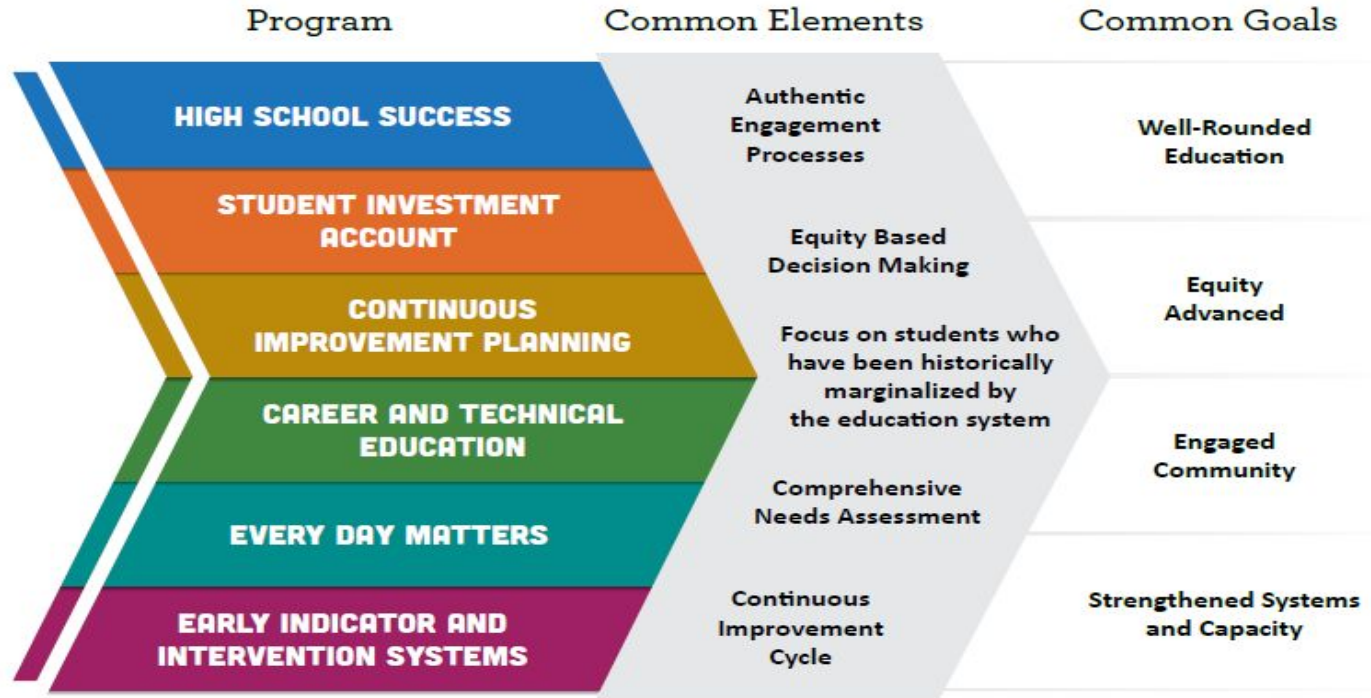 Program
Common Elements
Common Goals
HIGH SCHOOL SUCCESS
STUDENT INVESTMENT
ACCOUNT
CONTINUOUS
IMPROVEMENT PLANNING
CAREER AND TECHNICAL
EDUCATION
EVERY DAY MATTERS
EARLY INDICATOR AND
INTERVENTION SYSTEMS
Authentic
Engagement
Processes
Equity Based
Decision Making
Focus on students who
have been historically
marginalized by
the education system
Comprehensive
Needs Assessment
Continuous
Improvement
Cycle
Well-Rounded
Education
Equity
Advanced
Engaged
Community
Strengthened Systems
and Capacity